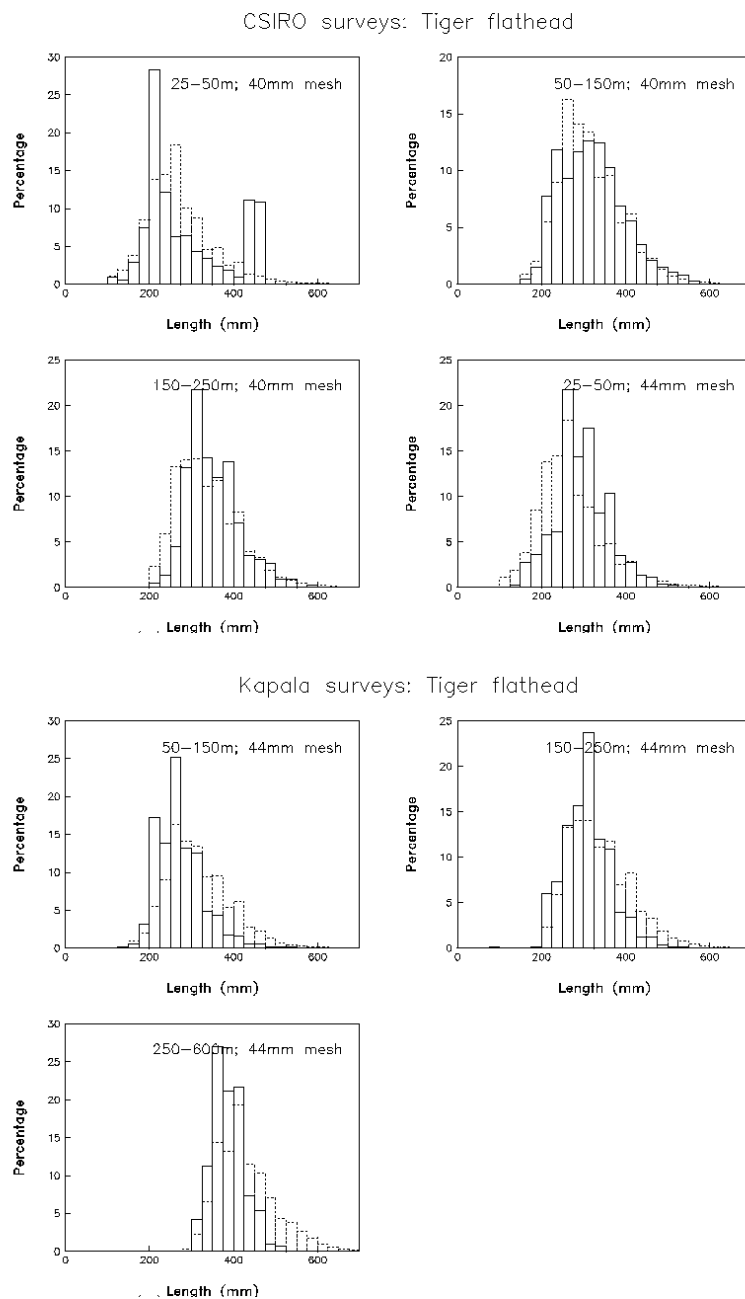 CSIRO surveys: Tiger flathead
25–50m; 40mm mesh
Percentage
30
25
20
15
10
5
0
0 200 400 600
Length (mm)
50–150m; 40mm mesh
Percentage
20
15
10
5
0
0 200 400 600
Length (mm)
150–250m; 40mm mesh
Percentage
25
20
15
10
5
0
0 200 400 600
Length (mm)
25–50m; 44mm mesh
Percentage
25
20
15
10
5
0
0 200 400 600
Length (mm)
Kapala surveys: Tiger flathead
50–150m; 44mm mesh
Percentage
30
25
20
15
10
5
0
0 200 400 600
Length (mm)
150–250m; 44mm mesh
Percentage
25
20
15
10
5
0
0 200 400 600
Length (mm)
250–600m; 44mm mesh
Percentage
30
25
20
15
10
5
0
0 200 400 600
Length (mm)